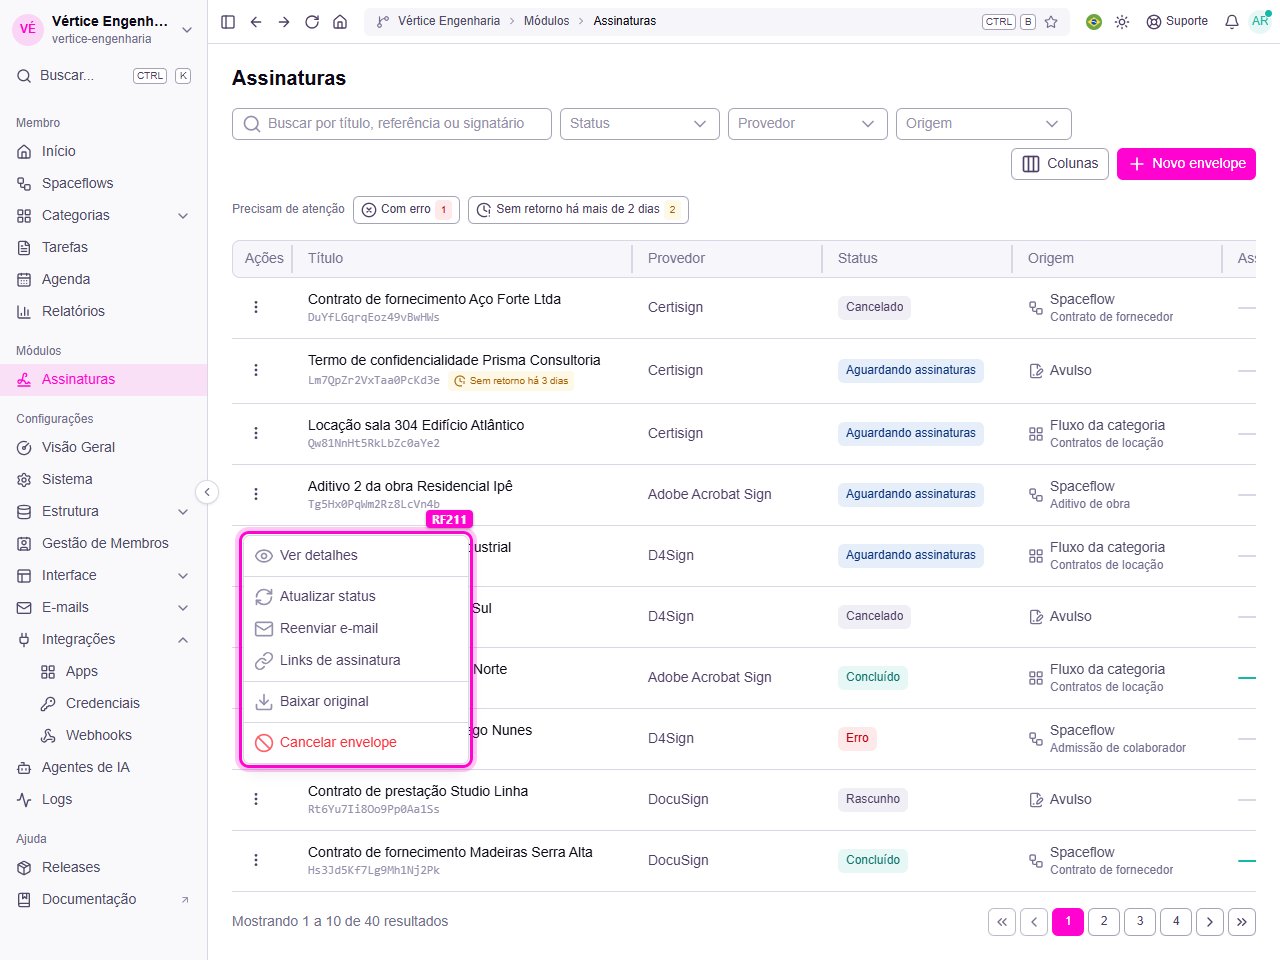 VÉ
Vértice Engenh...
vertice-engenharia
Buscar...
CTRL
K
Membro
Início
Spaceflows
Categorias
Tarefas
Agenda
Relatórios
Módulos
Assinaturas
Configurações
Visão Geral
Sistema
Estrutura
Gestão de Membros
Interface
E-mails
Integrações
Apps
Credenciais
Webhooks
Agentes de IA
Logs
Ajuda
Releases
Documentação
Vértice Engenharia
Módulos
Assinaturas
CTRL
B
Suporte
AR
Assinaturas
Buscar por título, referência ou signatário
Status
Provedor
Origem
Colunas
Novo envelope
Precisam de atenção
Com erro 1
Sem retorno há mais de 2 dias 2
Ações Título Provedor Status Origem Ass
Contrato de fornecimento Aço Forte Ltda
DuYfLGqrqEoz49vBwHWs
Certisign
Cancelado
Spaceflow
Contrato de fornecedor
Termo de confidencialidade Prisma Consultoria
Lm7QpZr2VxTaa0PcKd3e
Sem retorno há 3 dias
Certisign
Aguardando assinaturas
Avulso
Locação sala 304 Edifício Atlântico
Qw81NnHt5RkLbZc0aYe2
Certisign
Aguardando assinaturas
Fluxo da categoria
Contratos de locação
Aditivo 2 da obra Residencial Ipê
Tg5Hx0PqWm2Rz8LcVn4b
Adobe Acrobat Sign
Aguardando assinaturas
Spaceflow
Aditivo de obra
RF211
Ver detalhes
Atualizar status
Reenviar e-mail
Links de assinatura
Baixar original
Cancelar envelope
ustrial
D4Sign
Aguardando assinaturas
Fluxo da categoria
Contratos de locação
Sul
D4Sign
Cancelado
Avulso
Norte
Adobe Acrobat Sign
Concluído
Fluxo da categoria
Contratos de locação
ago Nunes
D4Sign
Erro
Spaceflow
Admissão de colaborador
Contrato de prestação Studio Linha
Rt6Yu7Ii8Oo9Pp0Aa1Ss
DocuSign
Rascunho
Avulso
Contrato de fornecimento Madeiras Serra Alta
Hs3Jd5Kf7Lg9Mh1Nj2Pk
DocuSign
Concluído
Spaceflow
Contrato de fornecedor
Mostrando 1 a 10 de 40 resultados
1 2 3 4